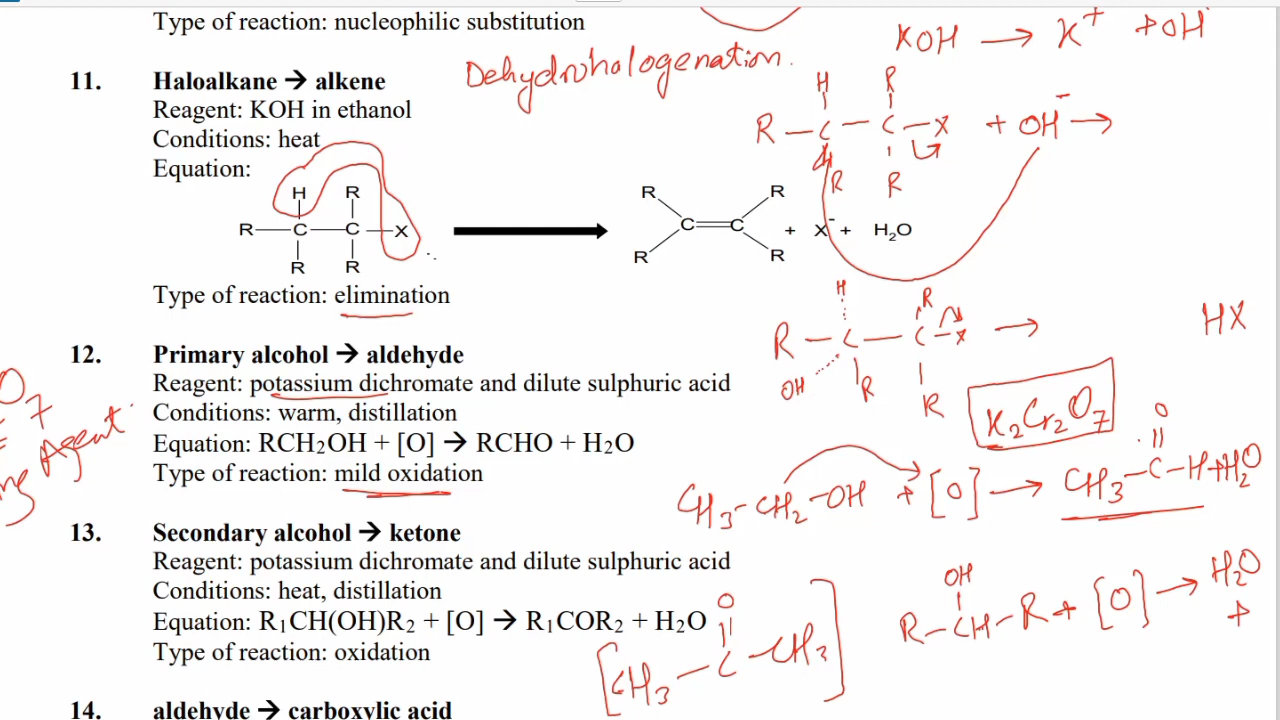 Type of reaction: nucleophilic substitution
KOH → K⁺ + OH⁻
11. Haloalkane → alkene
Dehydrohalogenation.
Reagent: KOH in ethanol
Conditions: heat
Equation:
H R
R—C—C—X + OH⁻ →
R R
H R
R—C—C—X
R R
R R
C=C + X⁻ + H₂O
R R
Type of reaction: elimination
H R
R—C—C—X → HX
OH R R
12. Primary alcohol → aldehyde
Reagent: potassium dichromate and dilute sulphuric acid
Conditions: warm, distillation
K₂Cr₂O₇
Equation: RCH₂OH + [O] → RCHO + H₂O
Type of reaction: mild oxidation
O
CH₃—CH₂—OH + [O] → CH₃—C—H + H₂O
O
7
Agent
13. Secondary alcohol → ketone
Reagent: potassium dichromate and dilute sulphuric acid
Conditions: heat, distillation
Equation: R₁CH(OH)R₂ + [O] → R₁COR₂ + H₂O
Type of reaction: oxidation
OH
R—CH—R + [O] → H₂O
+
O
[CH₃—C—CH₃]
14. aldehyde → carboxylic acid